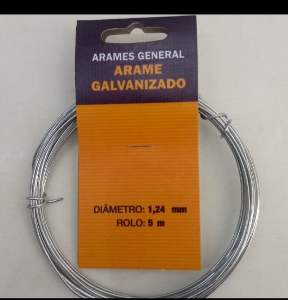 ARAMES GENERAL
ARAME
GALVANIZADO
DIÂMETRO: 1,24 mm
ROLO: 5 m